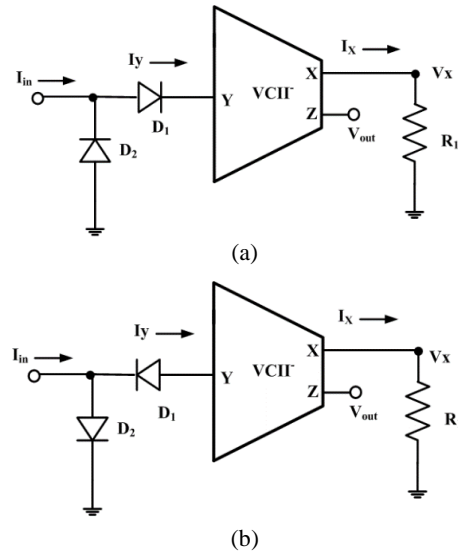 Iin Iy IX
X Vx
Y VCII-
D1 Z
D2 Vout R1
(a)
Iin Iy IX
X Vx
Y VCII-
D1 Z
D2 Vout R
(b)